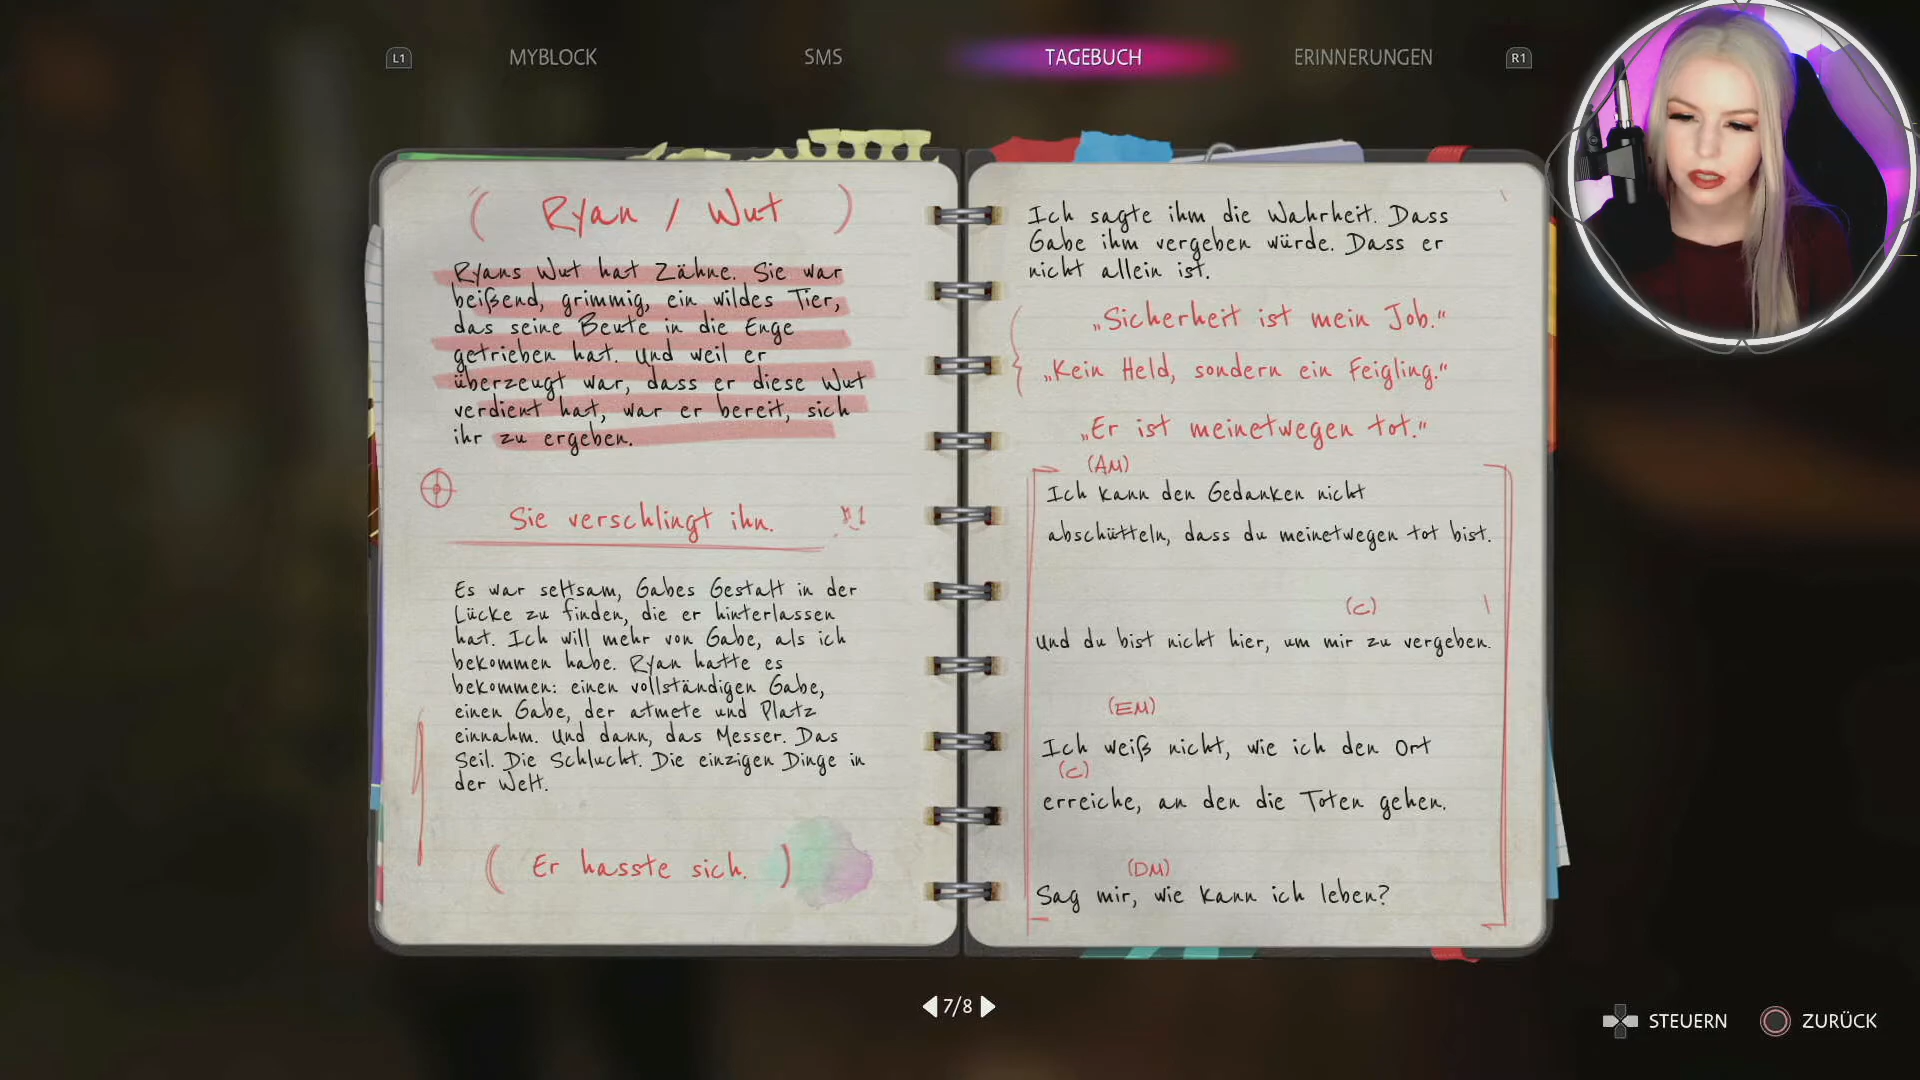 L1
MYBLOCK
SMS
TAGEBUCH
ERINNERUNGEN
R1
( Ryan / Wut )
Ryans Wut hat Zähne. Sie war
beißend, grimmig, ein wildes Tier,
das seine Beute in die Enge
getrieben hat. Und weil er
überzeugt war, dass er diese Wut
verdient hat, war er bereit, sich
ihr zu ergeben.
Sie verschlingt ihn.
Es war seltsam, Gabes Gestalt in der
Lücke zu finden, die er hinterlassen
hat. Ich will mehr von Gabe, als ich
bekommen habe. Ryan hatte es
bekommen: einen vollständigen Gabe,
einen Gabe, der atmete und Platz
einnahm. Und dann, das Messer. Das
Seil. Die Schlucht. Die einzigen Dinge in
der Welt.
( Er hasste sich. )
Ich sagte ihm die Wahrheit. Dass
Gabe ihm vergeben würde. Dass er
nicht allein ist.
„Sicherheit ist mein Job.“
„Kein Held, sondern ein Feigling.“
„Er ist meinetwegen tot.“
(AM)
Ich kann den Gedanken nicht
abschütteln, dass du meinetwegen tot bist.
(C)
Und du bist nicht hier, um mir zu vergeben.
(EM)
Ich weiß nicht, wie ich den Ort
(C)
erreiche, an den die Toten gehen.
(DM)
Sag mir, wie kann ich leben?
7/8
STEUERN
ZURÜCK